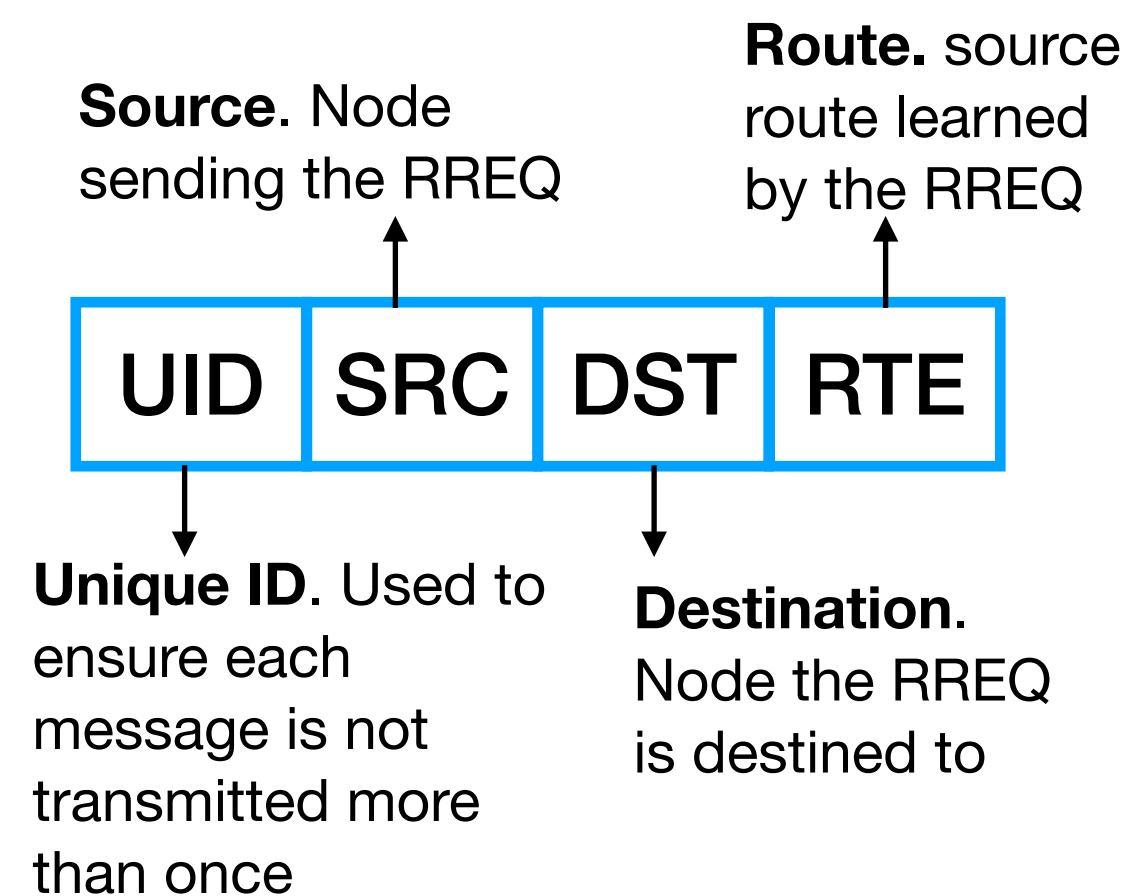 Source. Node
sending the RREQ
Route. source
route learned
by the RREQ
UID SRC DST RTE
Unique ID. Used to
ensure each
message is not
transmitted more
than once
Destination.
Node the RREQ
is destined to